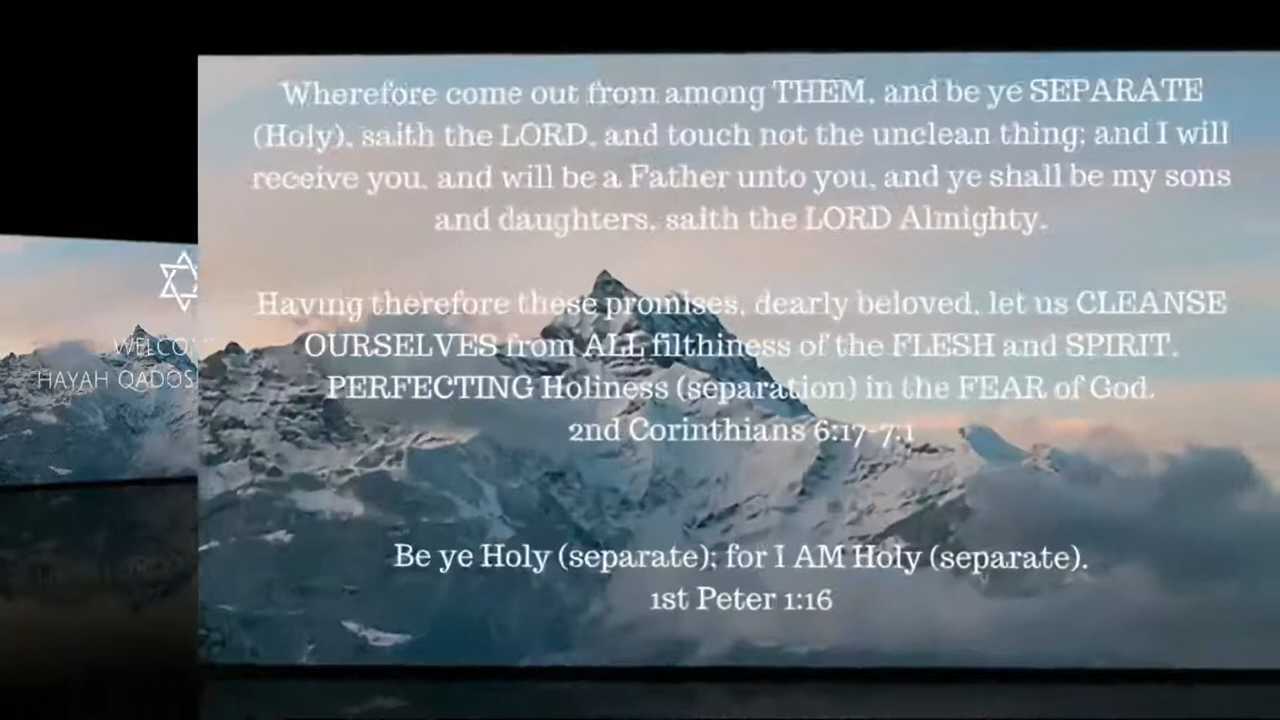 Wherefore come out from among THEM, and be ye SEPARATE
(Holy), saith the LORD, and touch not the unclean thing; and I will
receive you, and will be a Father unto you, and ye shall be my sons
and daughters, saith the LORD Almighty.
Having therefore these promises, dearly beloved, let us CLEANSE
OURSELVES from ALL filthiness of the FLESH and SPIRIT,
PERFECTING Holiness (separation) in the FEAR of God.
2nd Corinthians 6:17-7:1
Be ye Holy (separate); for I AM Holy (separate).
1st Peter 1:16
HAYAH